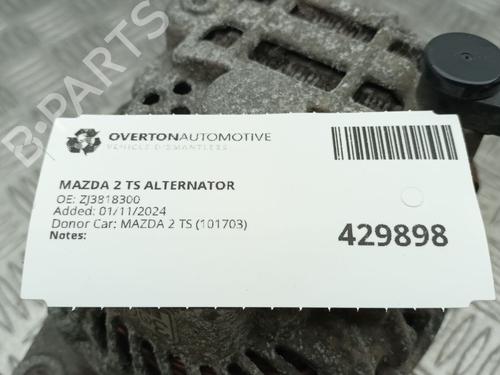 OVERTONAUTOMOTIVE
VEHICLE DISMANTLERS
MAZDA 2 TS ALTERNATOR
OE: ZJ3818300
Added: 01/11/2024
Donor Car: MAZDA 2 TS (101703)
Notes:
429898
B-PARTS